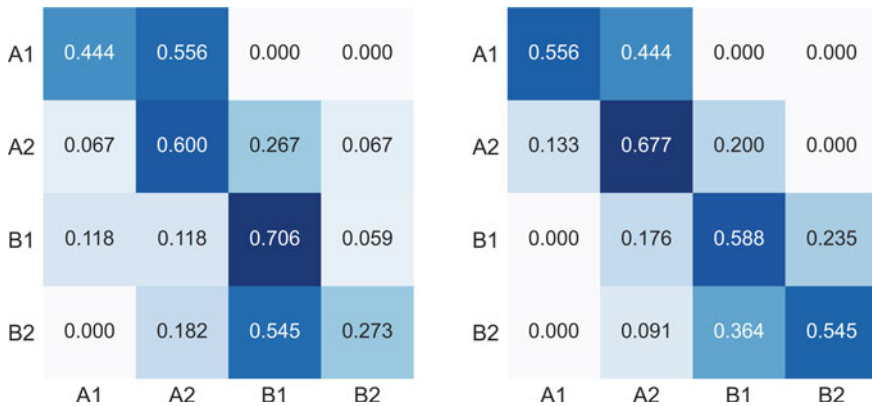 A1 0.444 0.556 0.000 0.000
A2 0.067 0.600 0.267 0.067
B1 0.118 0.118 0.706 0.059
B2 0.000 0.182 0.545 0.273
A1 A2 B1 B2
A1 0.556 0.444 0.000 0.000
A2 0.133 0.677 0.200 0.000
B1 0.000 0.176 0.588 0.235
B2 0.000 0.091 0.364 0.545
A1 A2 B1 B2